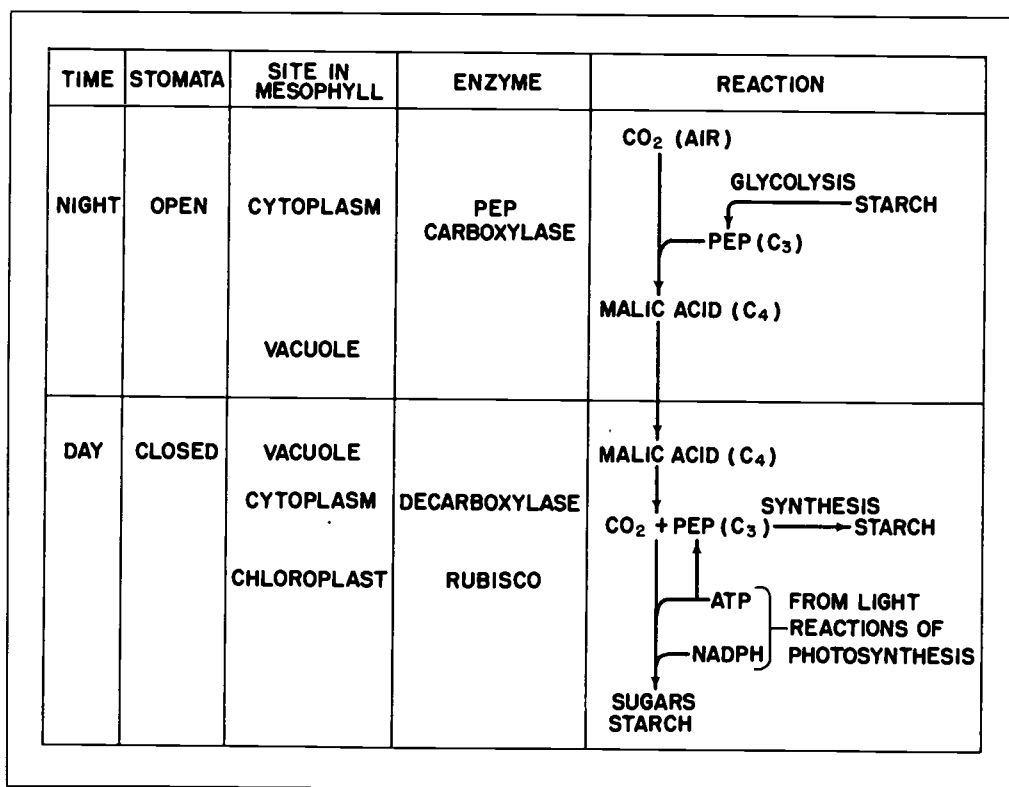 TIME STOMATA SITE IN MESOPHYLL ENZYME REACTION
CO₂ (AIR)
GLYCOLYSIS
NIGHT OPEN CYTOPLASM PEP CARBOXYLASE STARCH
PEP (C₃)
MALIC ACID (C₄)
VACUOLE
DAY CLOSED VACUOLE MALIC ACID (C₄)
CYTOPLASM DECARBOXYLASE SYNTHESIS
CO₂ + PEP (C₃) STARCH
CHLOROPLAST RUBISCO
ATP FROM LIGHT
REACTIONS OF
NADPH PHOTOSYNTHESIS
SUGARS
STARCH